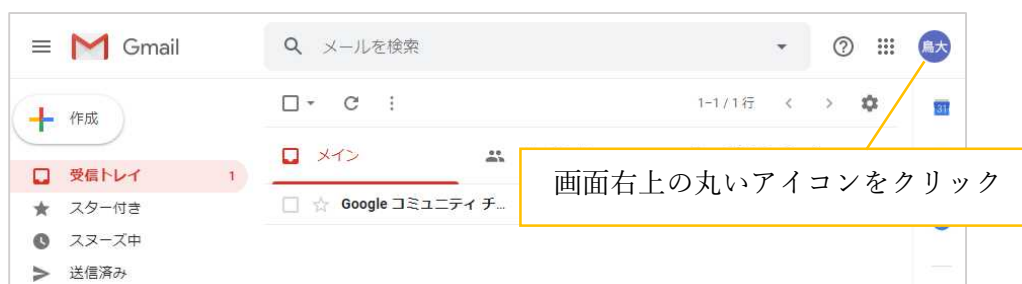 Gmail
メールを検索
鳥大
作成
1-1 / 1 行
31
メイン
受信トレイ 1
画面右上の丸いアイコンをクリック
スター付き
Google コミュニティ チ...
スヌーズ中
送信済み